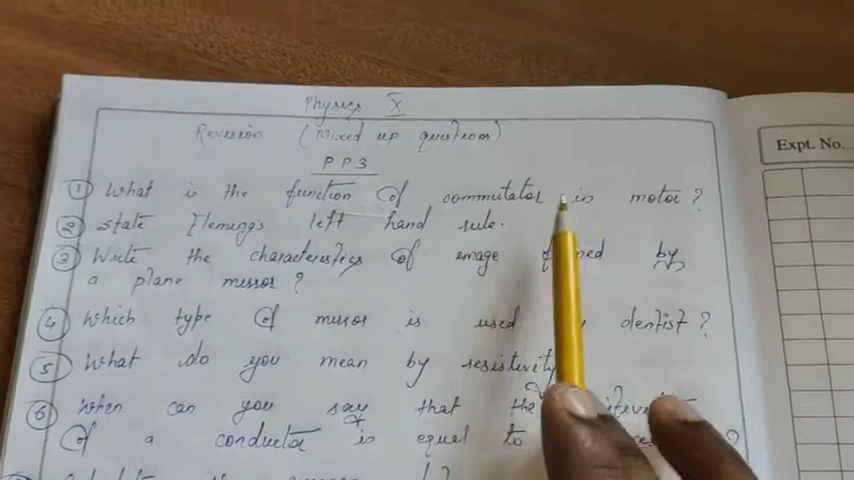 Physics X
Revision (Mixed up questions)
PP3
1 What is the function of commutator in motor?
2 State Fleming's left hand rule.
3 Write the characteristics of image by
a plane mirror?
4 Which type of mirror is used dentist?
5 What do you mean by resistivity
6 When can you say that the
of a conductor is equal to
Expt. No.